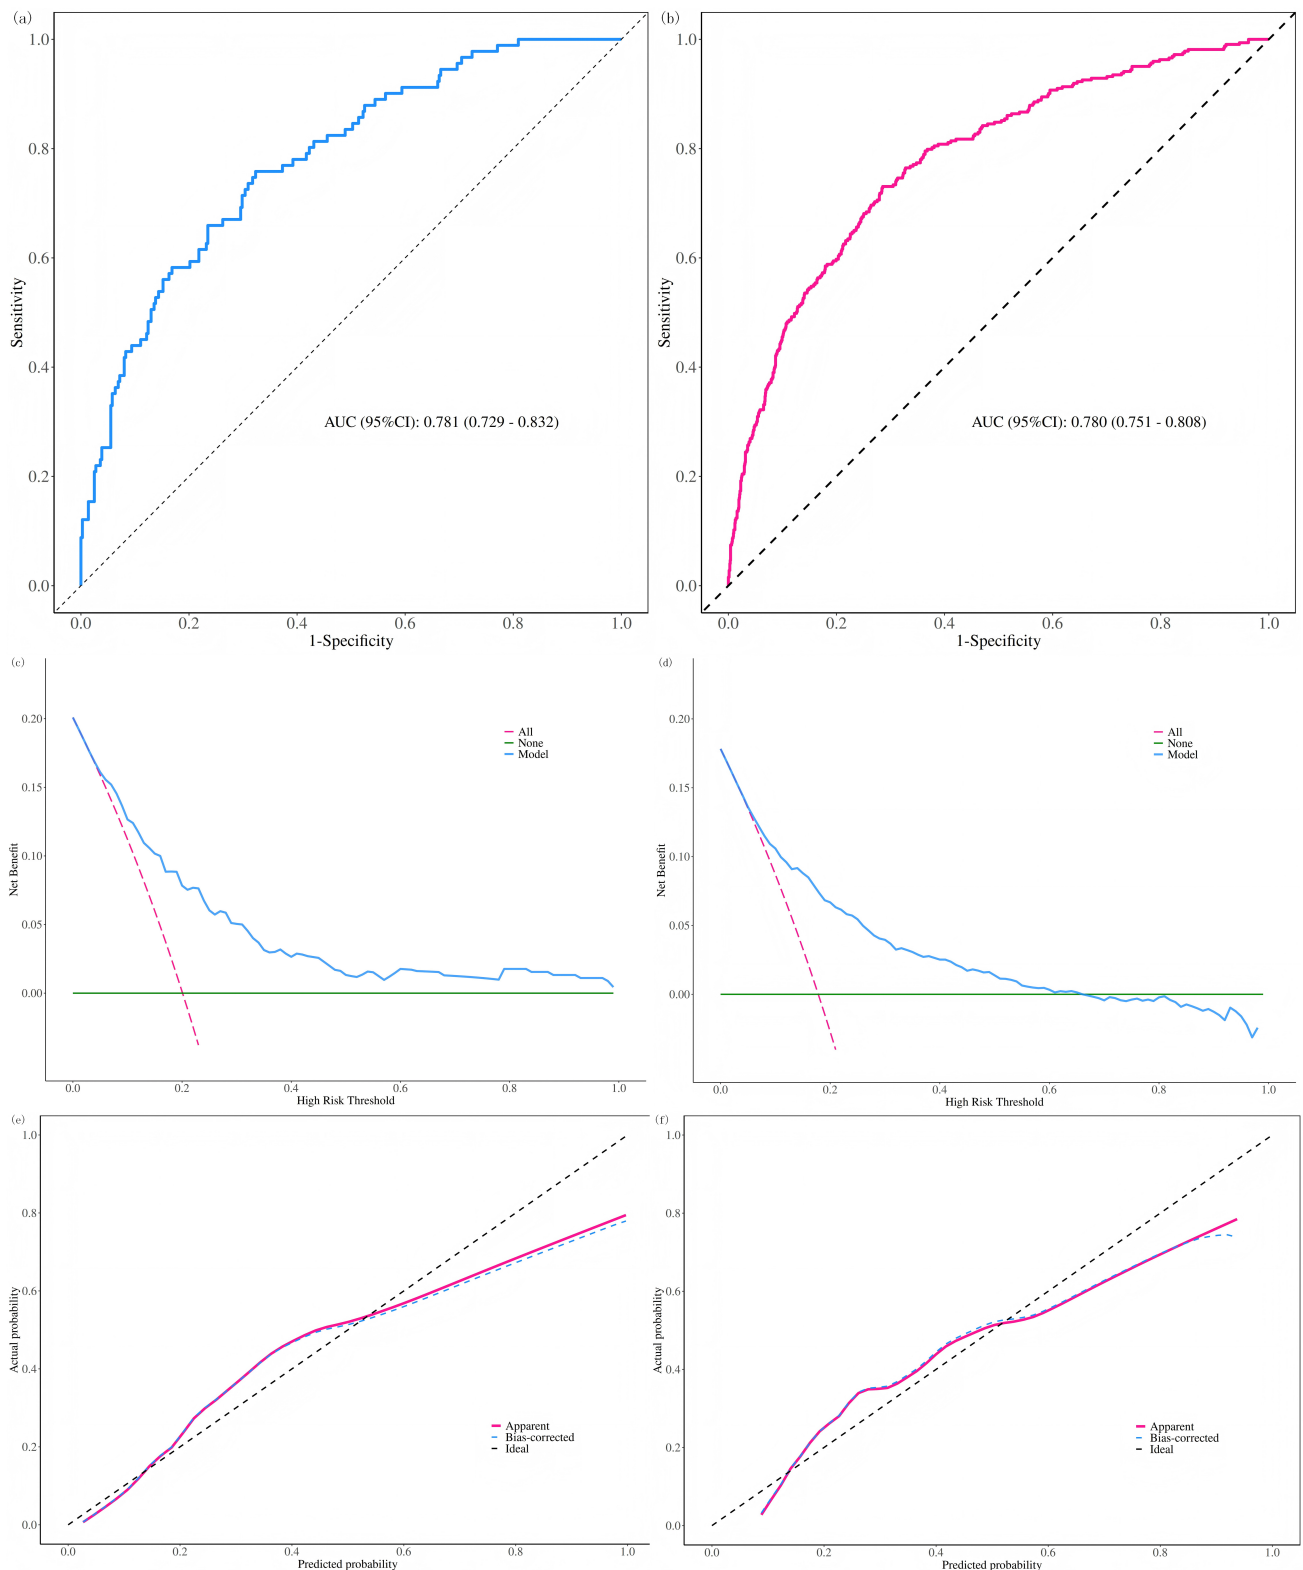 (a)
1.0
0.8
0.6
0.4
0.2
0.0
Sensitivity
AUC (95%CI): 0.781 (0.729 - 0.832)
0.0 0.2 0.4 0.6 0.8 1.0
1-Specificity
(b)
1.0
0.8
0.6
0.4
0.2
0.0
Sensitivity
AUC (95%CI): 0.780 (0.751 - 0.808)
0.0 0.2 0.4 0.6 0.8 1.0
1-Specificity
(c)
0.20
0.15
0.10
0.05
0.00
Net Benefit
All
None
Model
0.0 0.2 0.4 0.6 0.8 1.0
High Risk Threshold
(d)
0.20
0.15
0.10
0.05
0.00
Net Benefit
All
None
Model
0.0 0.2 0.4 0.6 0.8 1.0
High Risk Threshold
(e)
1.0
0.8
0.6
0.4
0.2
0.0
Actual probability
Apparent
Bias-corrected
Ideal
0.0 0.2 0.4 0.6 0.8 1.0
Predicted probability
(f)
1.0
0.8
0.6
0.4
0.2
0.0
Actual probability
Apparent
Bias-corrected
Ideal
0.0 0.2 0.4 0.6 0.8 1.0
Predicted probability